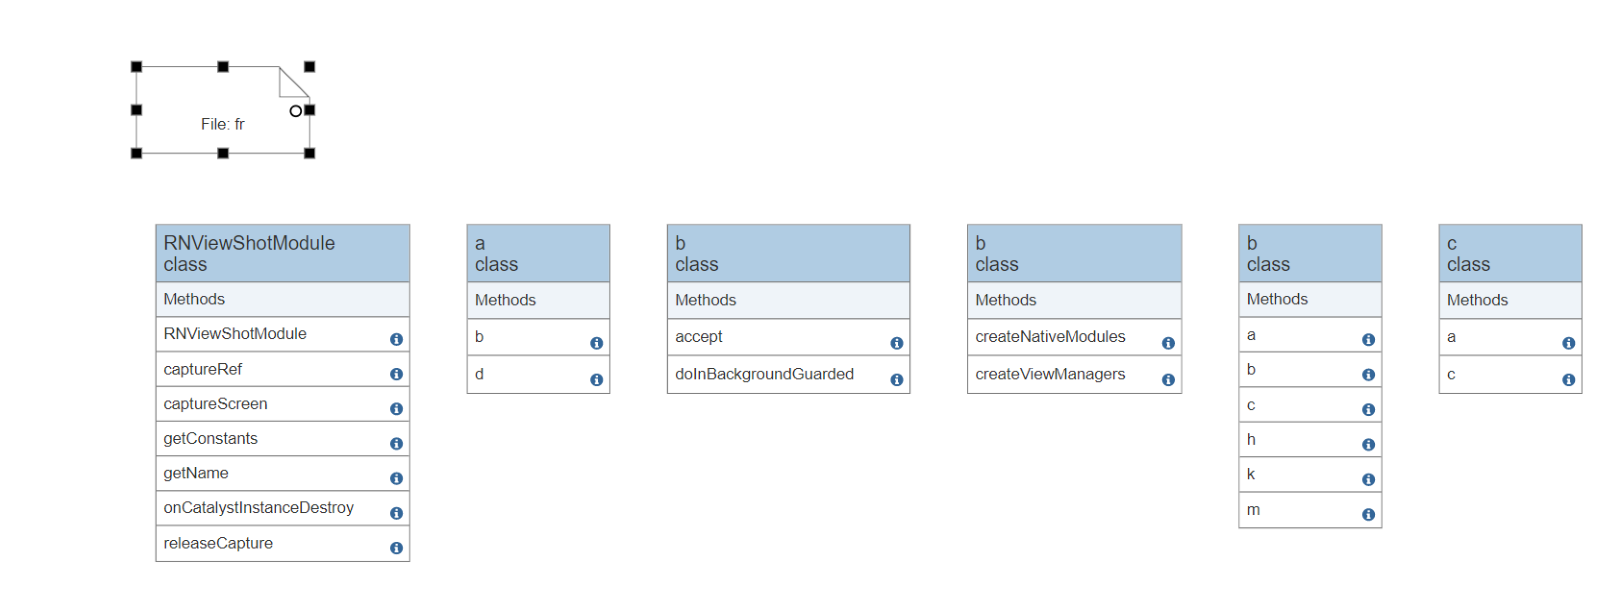 File: fr
RNViewShotModule
class
Methods
RNViewShotModule
captureRef
captureScreen
getConstants
getName
onCatalystInstanceDestroy
releaseCapture
a
class
Methods
b
d
b
class
Methods
accept
doInBackgroundGuarded
b
class
Methods
createNativeModules
createViewManagers
b
class
Methods
a
b
c
h
k
m
c
class
Methods
a
c